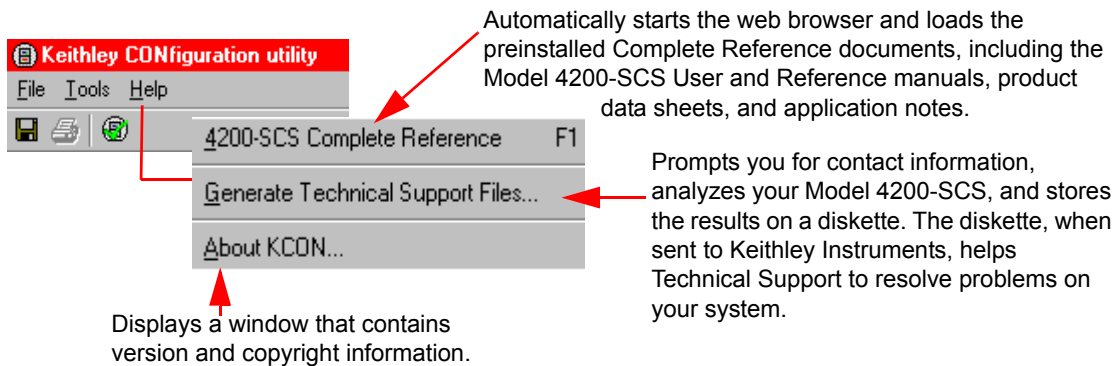 Automatically starts the web browser and loads the
preinstalled Complete Reference documents, including the
Model 4200-SCS User and Reference manuals, product
data sheets, and application notes.
Keithley CONfiguration utility
File Tools Help
4200-SCS Complete Reference F1
Generate Technical Support Files...
About KCON...
Prompts you for contact information,
analyzes your Model 4200-SCS, and stores
the results on a diskette. The diskette, when
sent to Keithley Instruments, helps
Technical Support to resolve problems on
your system.
Displays a window that contains
version and copyright information.